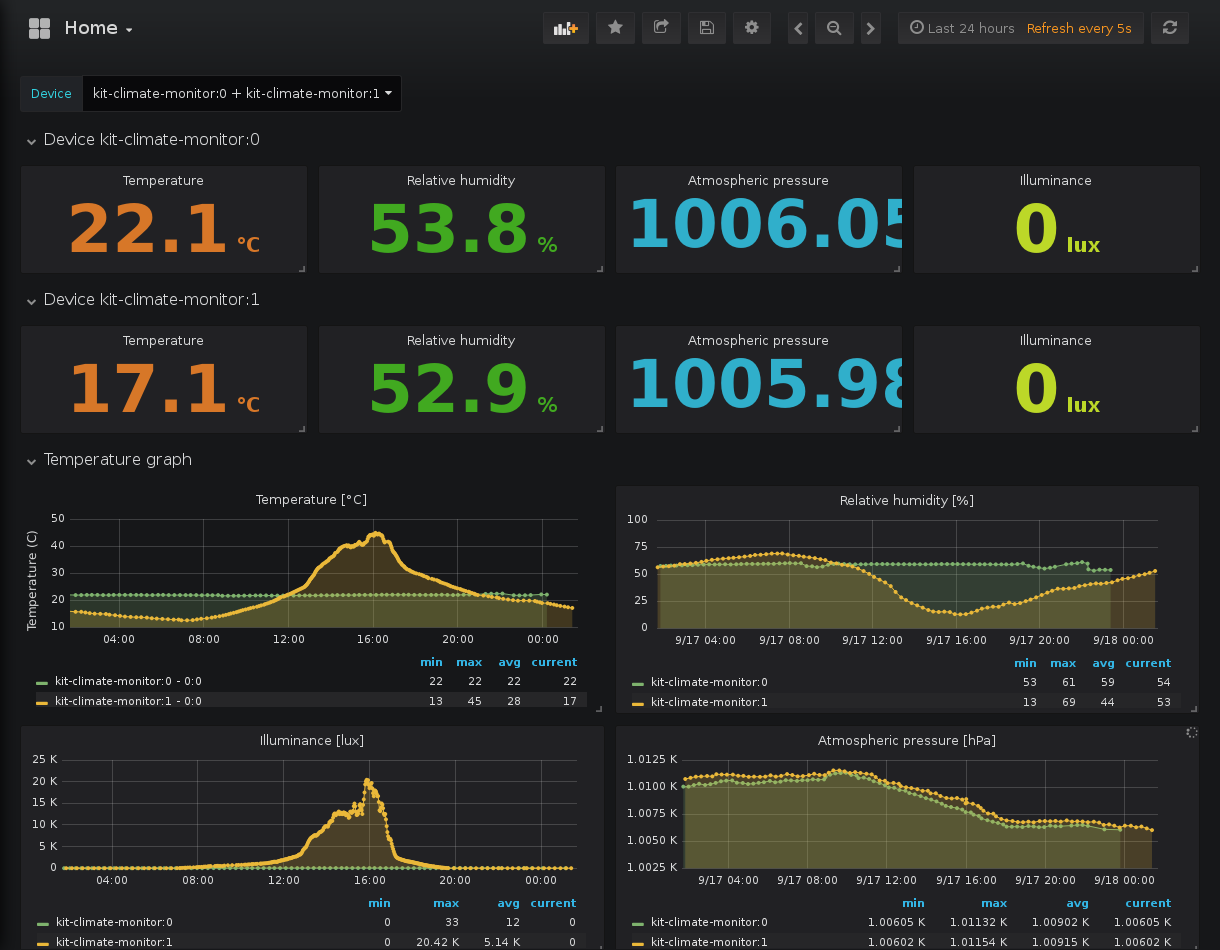 Home
Last 24 hours Refresh every 5s
Device kit-climate-monitor:0 + kit-climate-monitor:1
Device kit-climate-monitor:0
Temperature Relative humidity Atmospheric pressure Illuminance
22.1 °C 53.8 % 1006.05 0 lux
Device kit-climate-monitor:1
Temperature Relative humidity Atmospheric pressure Illuminance
17.1 °C 52.9 % 1005.98 0 lux
Temperature graph
Temperature [°C]
Temperature (C)
50
40
30
20
10
04:00 08:00 12:00 16:00 20:00 00:00
min max avg current
kit-climate-monitor:0 - 0:0 22 22 22 22
kit-climate-monitor:1 - 0:0 13 45 28 17
Relative humidity [%]
100
75
50
25
0
9/17 04:00 9/17 08:00 9/17 12:00 9/17 16:00 9/17 20:00 9/18 00:00
min max avg current
kit-climate-monitor:0 53 61 59 54
kit-climate-monitor:1 13 69 44 53
Illuminance [lux]
25 K
20 K
15 K
10 K
5 K
0
04:00 08:00 12:00 16:00 20:00 00:00
min max avg current
kit-climate-monitor:0 0 33 12 0
kit-climate-monitor:1 0 20.42 K 5.14 K 0
Atmospheric pressure [hPa]
1.0125 K
1.0100 K
1.0075 K
1.0050 K
1.0025 K
9/17 04:00 9/17 08:00 9/17 12:00 9/17 16:00 9/17 20:00 9/18 00:00
min max avg current
kit-climate-monitor:0 1.00605 K 1.01132 K 1.00902 K 1.00605 K
kit-climate-monitor:1 1.00602 K 1.01154 K 1.00915 K 1.00602 K